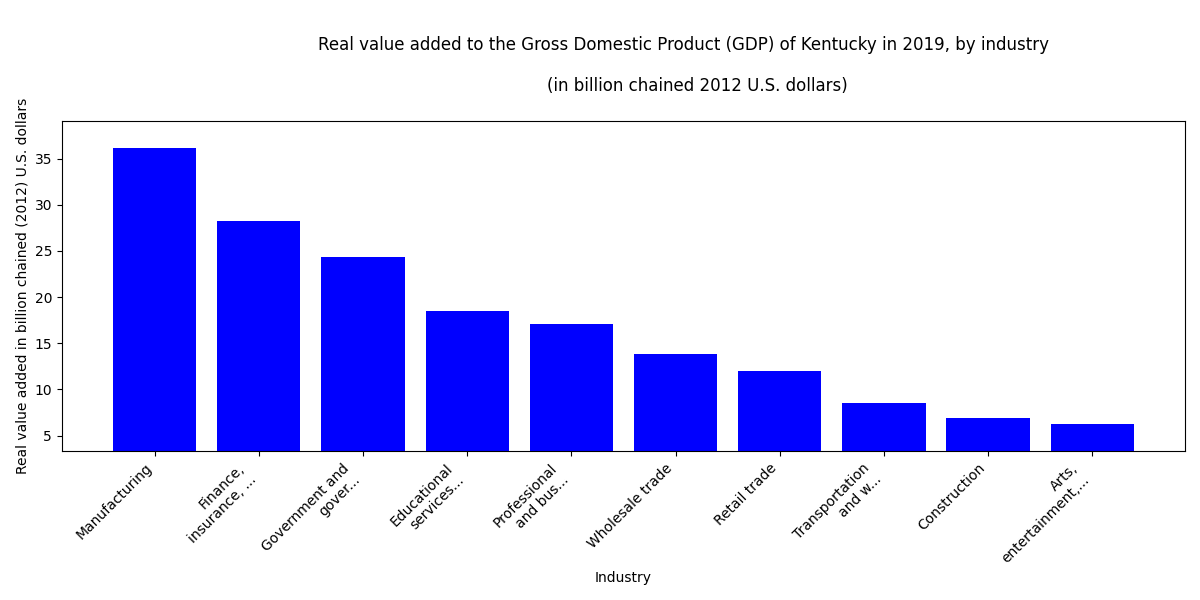 Real value added to the Gross Domestic Product (GDP) of Kentucky in 2019, by industry
(in billion chained 2012 U.S. dollars)
Real value added in billion chained (2012) U.S. dollars
35
30
25
20
15
10
5
Manufacturing
Finance,
insurance, ...
Government and
gover...
Educational
services...
Professional
and bus...
Wholesale trade
Retail trade
Transportation
and w...
Construction
Arts,
entertainment,...
Industry